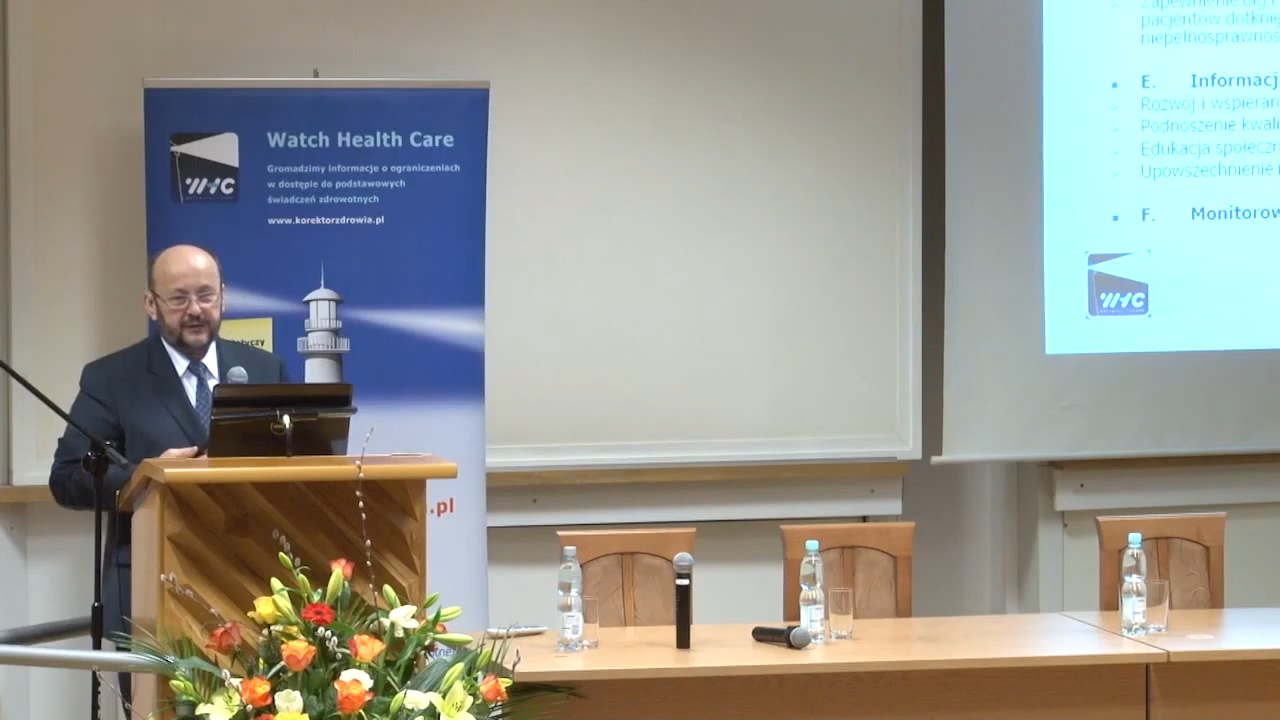 Watch Health Care
Gromadzimy informacje o ograniczeniach
w dostępie do podstawowych
świadczeń zdrowotnych
www.korektorzdrowia.pl
WHC
.pl
pacjentów dotknię
niepełnosprawnoś
E. Informacj
Rozwój i wspieran
Podnoszenie kwali
Edukacja społeczn
Upowszechnienie
F. Monitorow
WHC